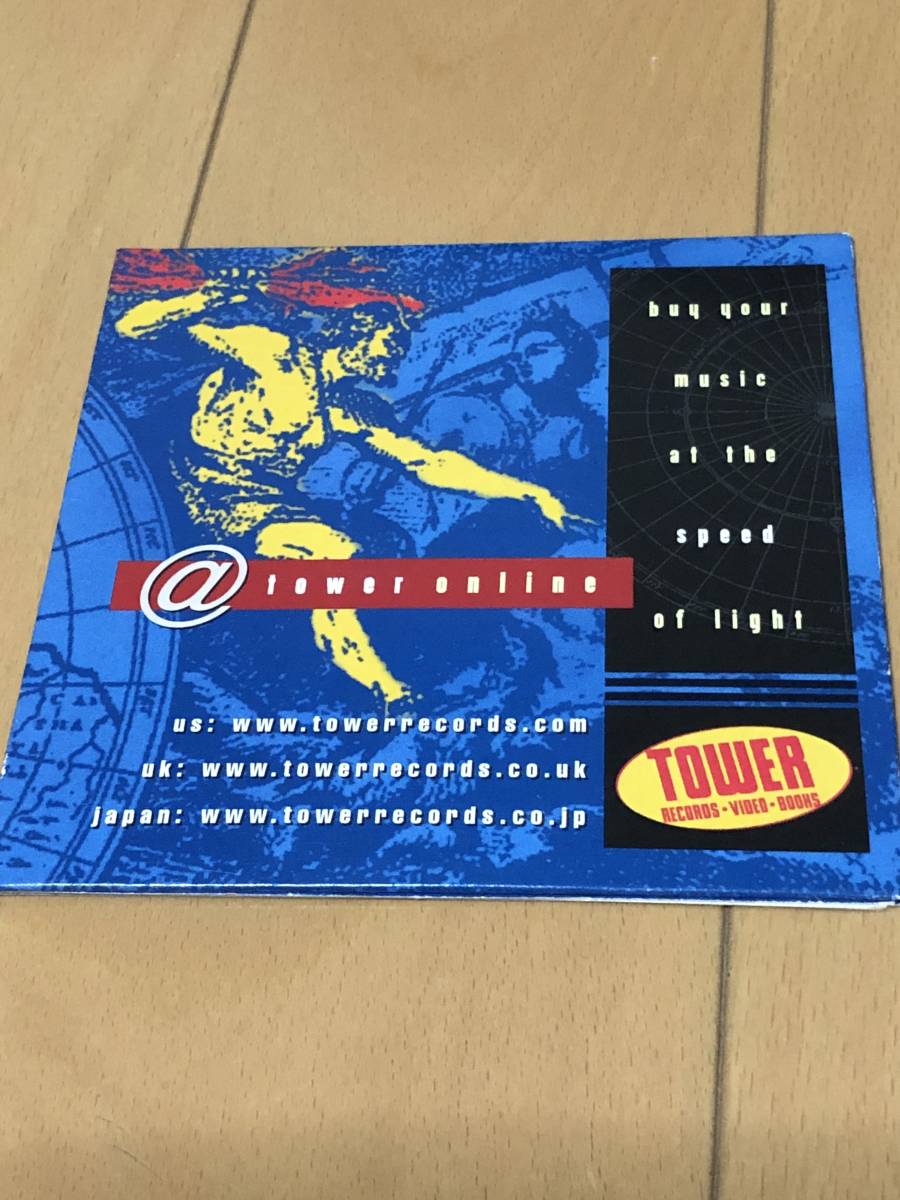 buy your
music
at the
speed
of light
@ tower online
us: www.towerrecords.com
uk: www.towerrecords.co.uk
japan: www.towerrecords.co.jp
TOWER
RECORDS • VIDEO • BOOKS